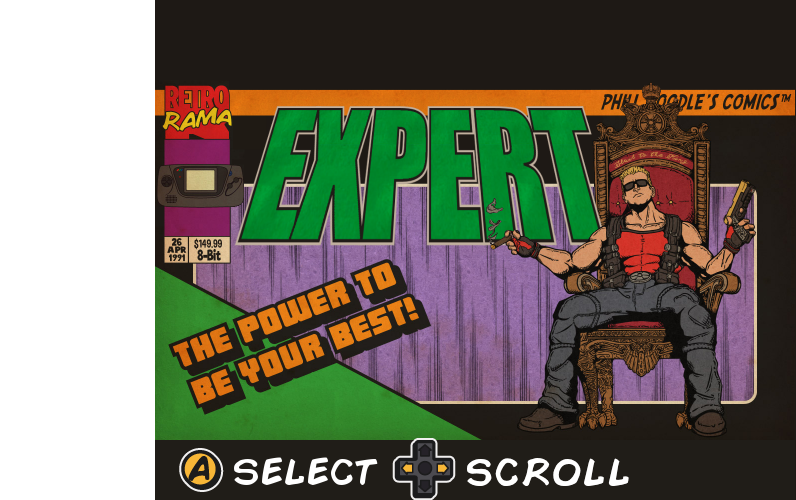 RETRO
RAMA
PHIL NOODLE'S COMICS™
EXPERT
26
APR
1991
$149.99
8-Bit
THE POWER TO
BE YOUR BEST!
A SELECT
SCROLL